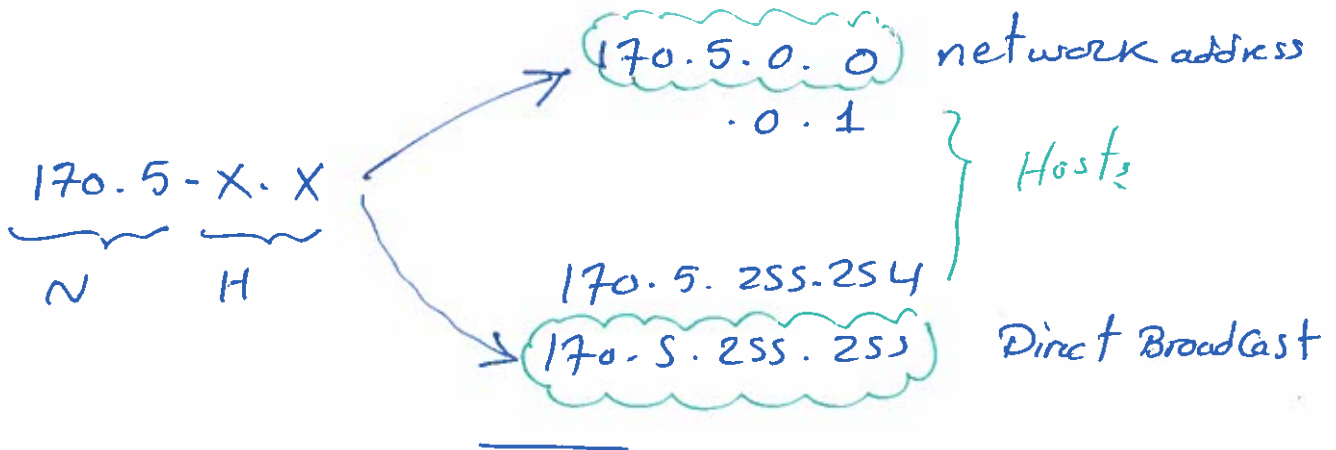 170.5.0.0 network address
.0.1
170.5-X.X
Hosts
N H
170.5.255.254
170.5.255.255 Direct BroadCast